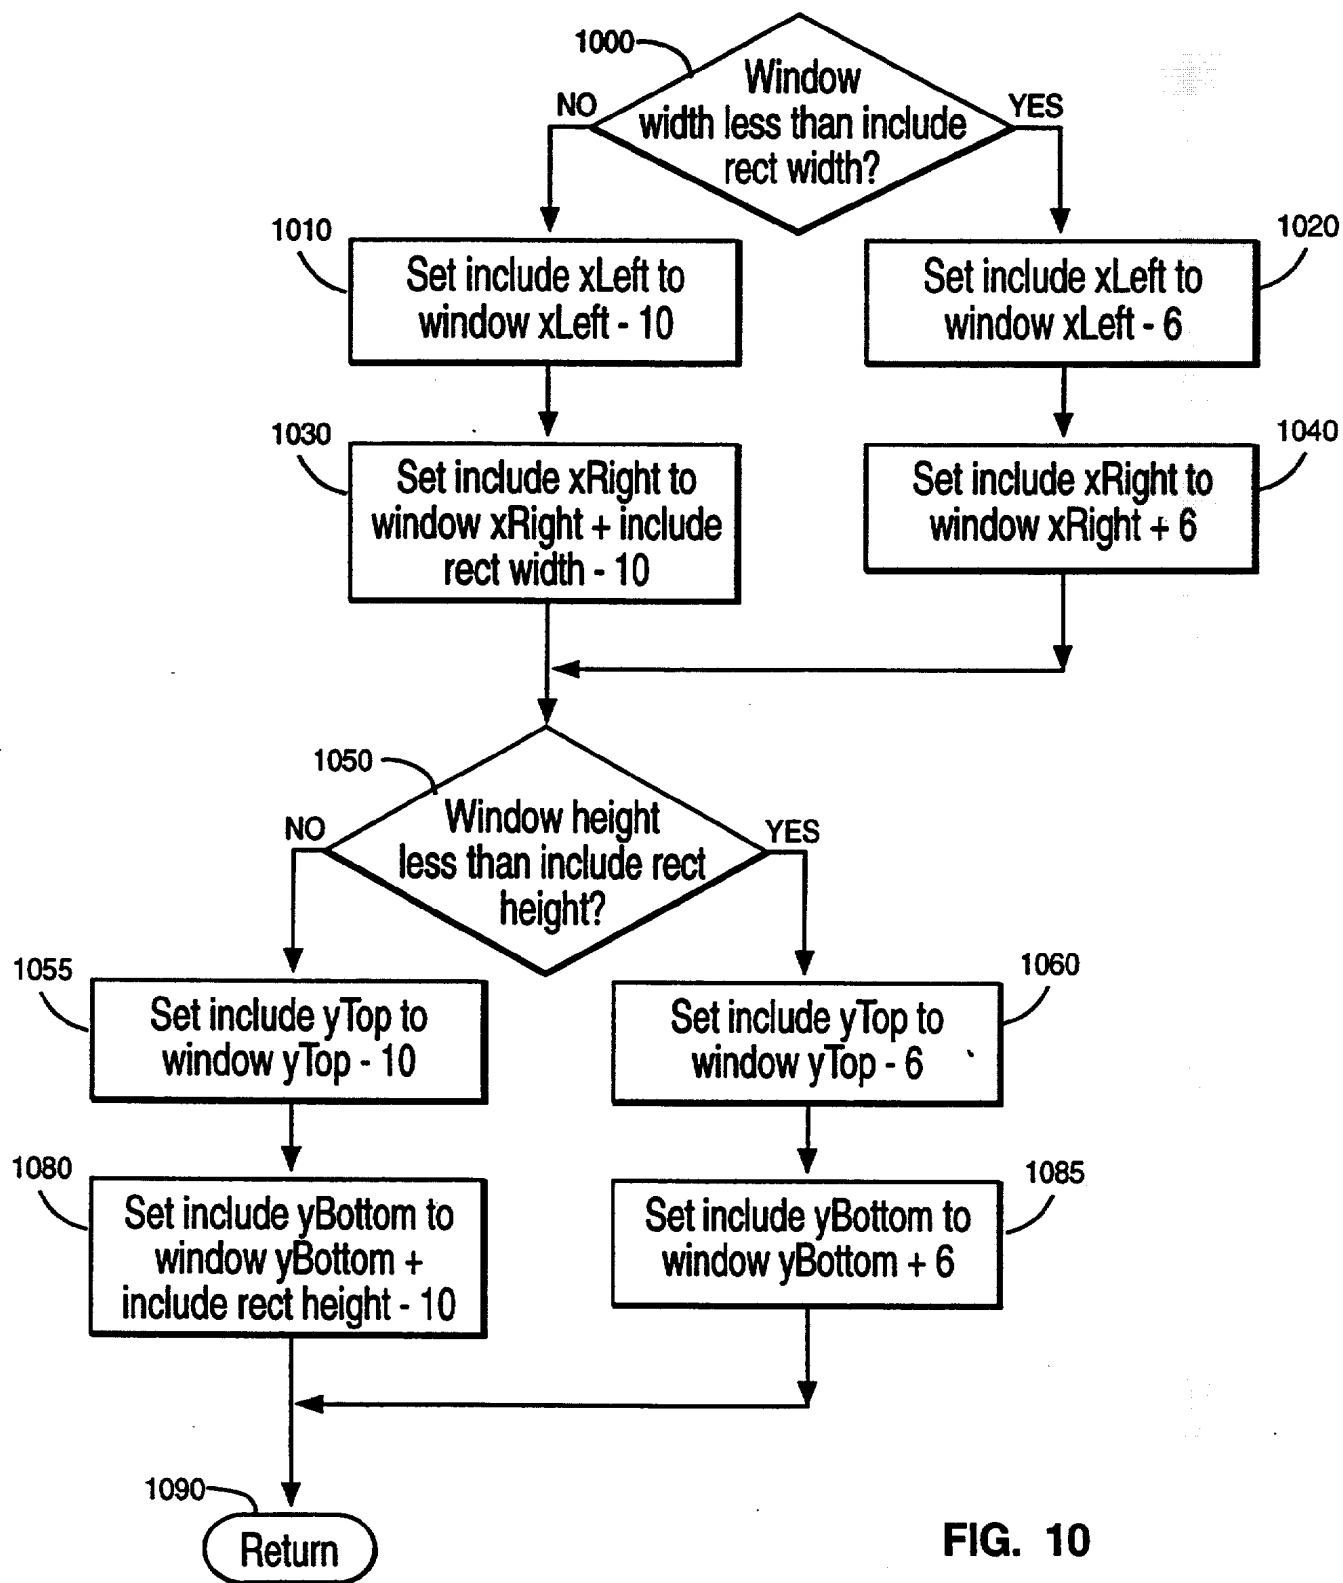 1000
Window
width less than include
rect width?
NO
YES
1010
Set include xLeft to
window xLeft - 10
1020
Set include xLeft to
window xLeft - 6
1030
Set include xRight to
window xRight + include
rect width - 10
1040
Set include xRight to
window xRight + 6
1050
Window height
less than include rect
height?
NO
YES
1055
Set include yTop to
window yTop - 10
1060
Set include yTop to
window yTop - 6
1080
Set include yBottom to
window yBottom +
include rect height - 10
1085
Set include yBottom to
window yBottom + 6
1090
Return
FIG. 10